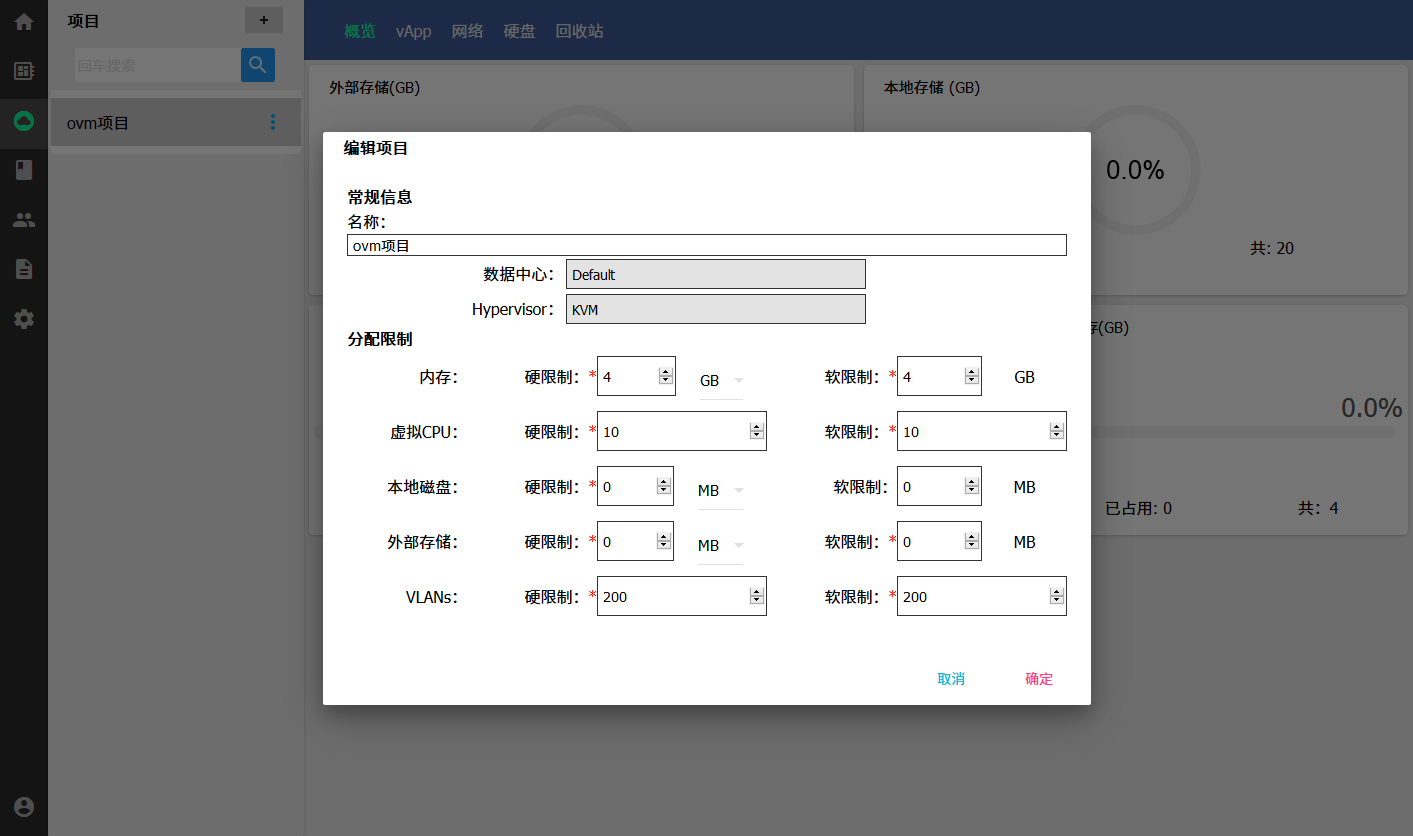 项目
+
回车搜索
ovm项目
概览 vApp 网络 硬盘 回收站
外部存储(GB)
本地存储 (GB)
0.0%
共: 20
存(GB)
0.0%
已占用: 0 共：4
编辑项目
常规信息
名称：
ovm项目
数据中心： Default
Hypervisor： KVM
分配限制
内存： 硬限制：* 4 GB 软限制：* 4 GB
虚拟CPU： 硬限制：* 10 软限制：* 10
本地磁盘： 硬限制：* 0 MB 软限制： 0 MB
外部存储： 硬限制：* 0 MB 软限制：* 0 MB
VLANs： 硬限制：* 200 软限制：* 200
取消 确定